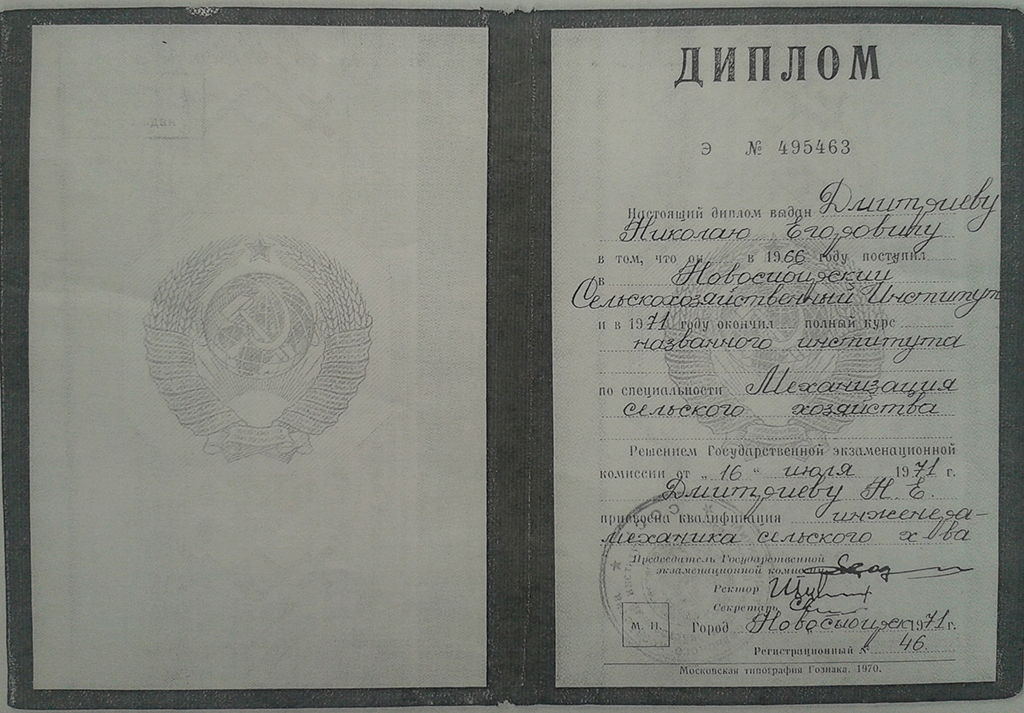 ДИПЛОМ
Э № 495463
Настоящий диплом выдан Дмитриеву
Николаю Егоровичу
в том, что он в 1966 году поступил
в Новосибирский
Сельскохозяйственный Институт
и в 1971 году окончил полный курс
названного института
по специальности Механизация
сельского хозяйства
Решением Государственной экзаменационной
комиссии от „16“ июля 1971 г.
Дмитриеву Н. Е.
присвоена квалификация инженера-
механика сельского х-ва
Председатель Государственной
экзаменационной комиссии
Ректор
Секретарь
М. П. Город Новосибирск 1971 г.
Регистрационный № 46.
Московская типография Гознака. 1970.